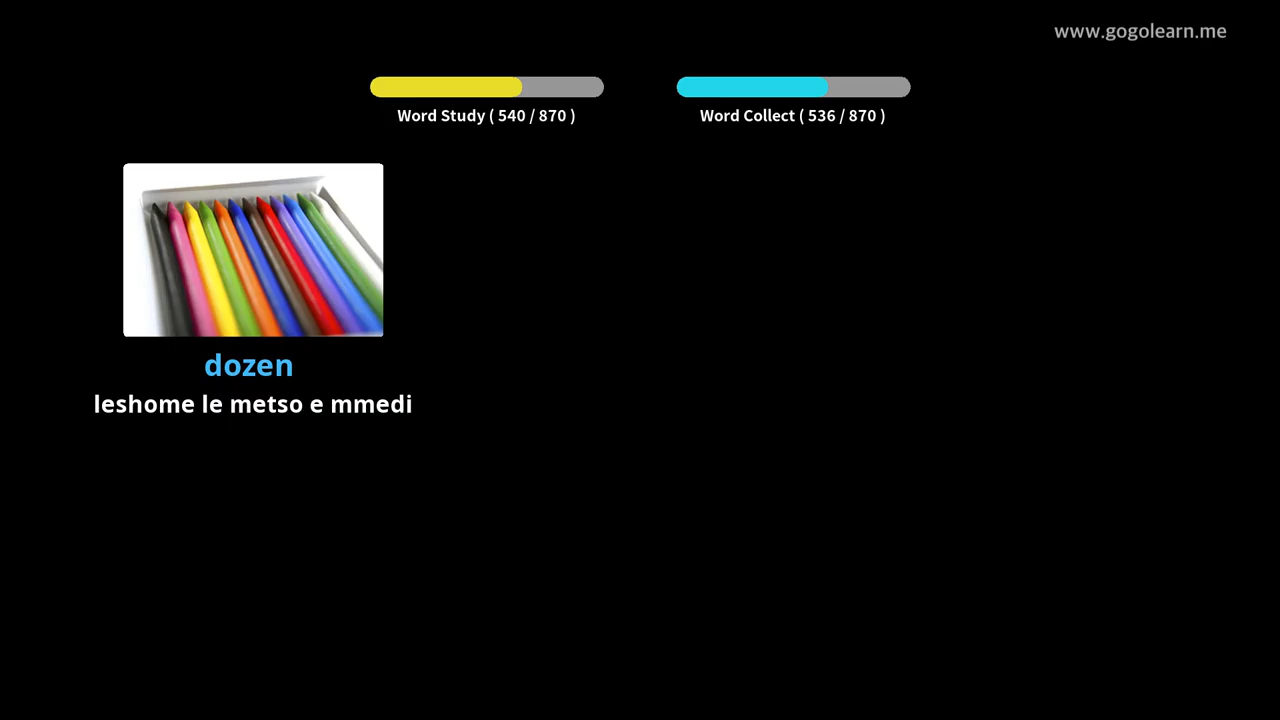 www.gogolearn.me
Word Study ( 540 / 870 )
Word Collect ( 536 / 870 )
dozen
leshome le metso e mmedi